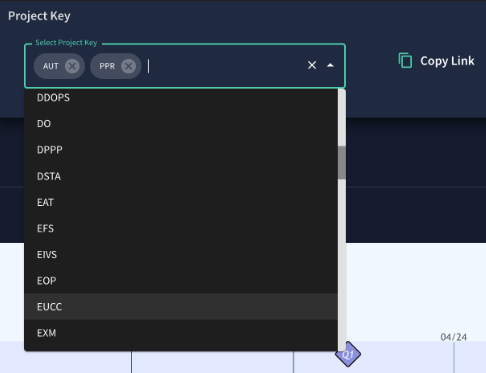 Project Key
Select Project Key
AUT
PPR
Copy Link
DDOPS
DO
DPPP
DSTA
EAT
EFS
EIVS
EOP
EUCC
EXM
04/24
Q1